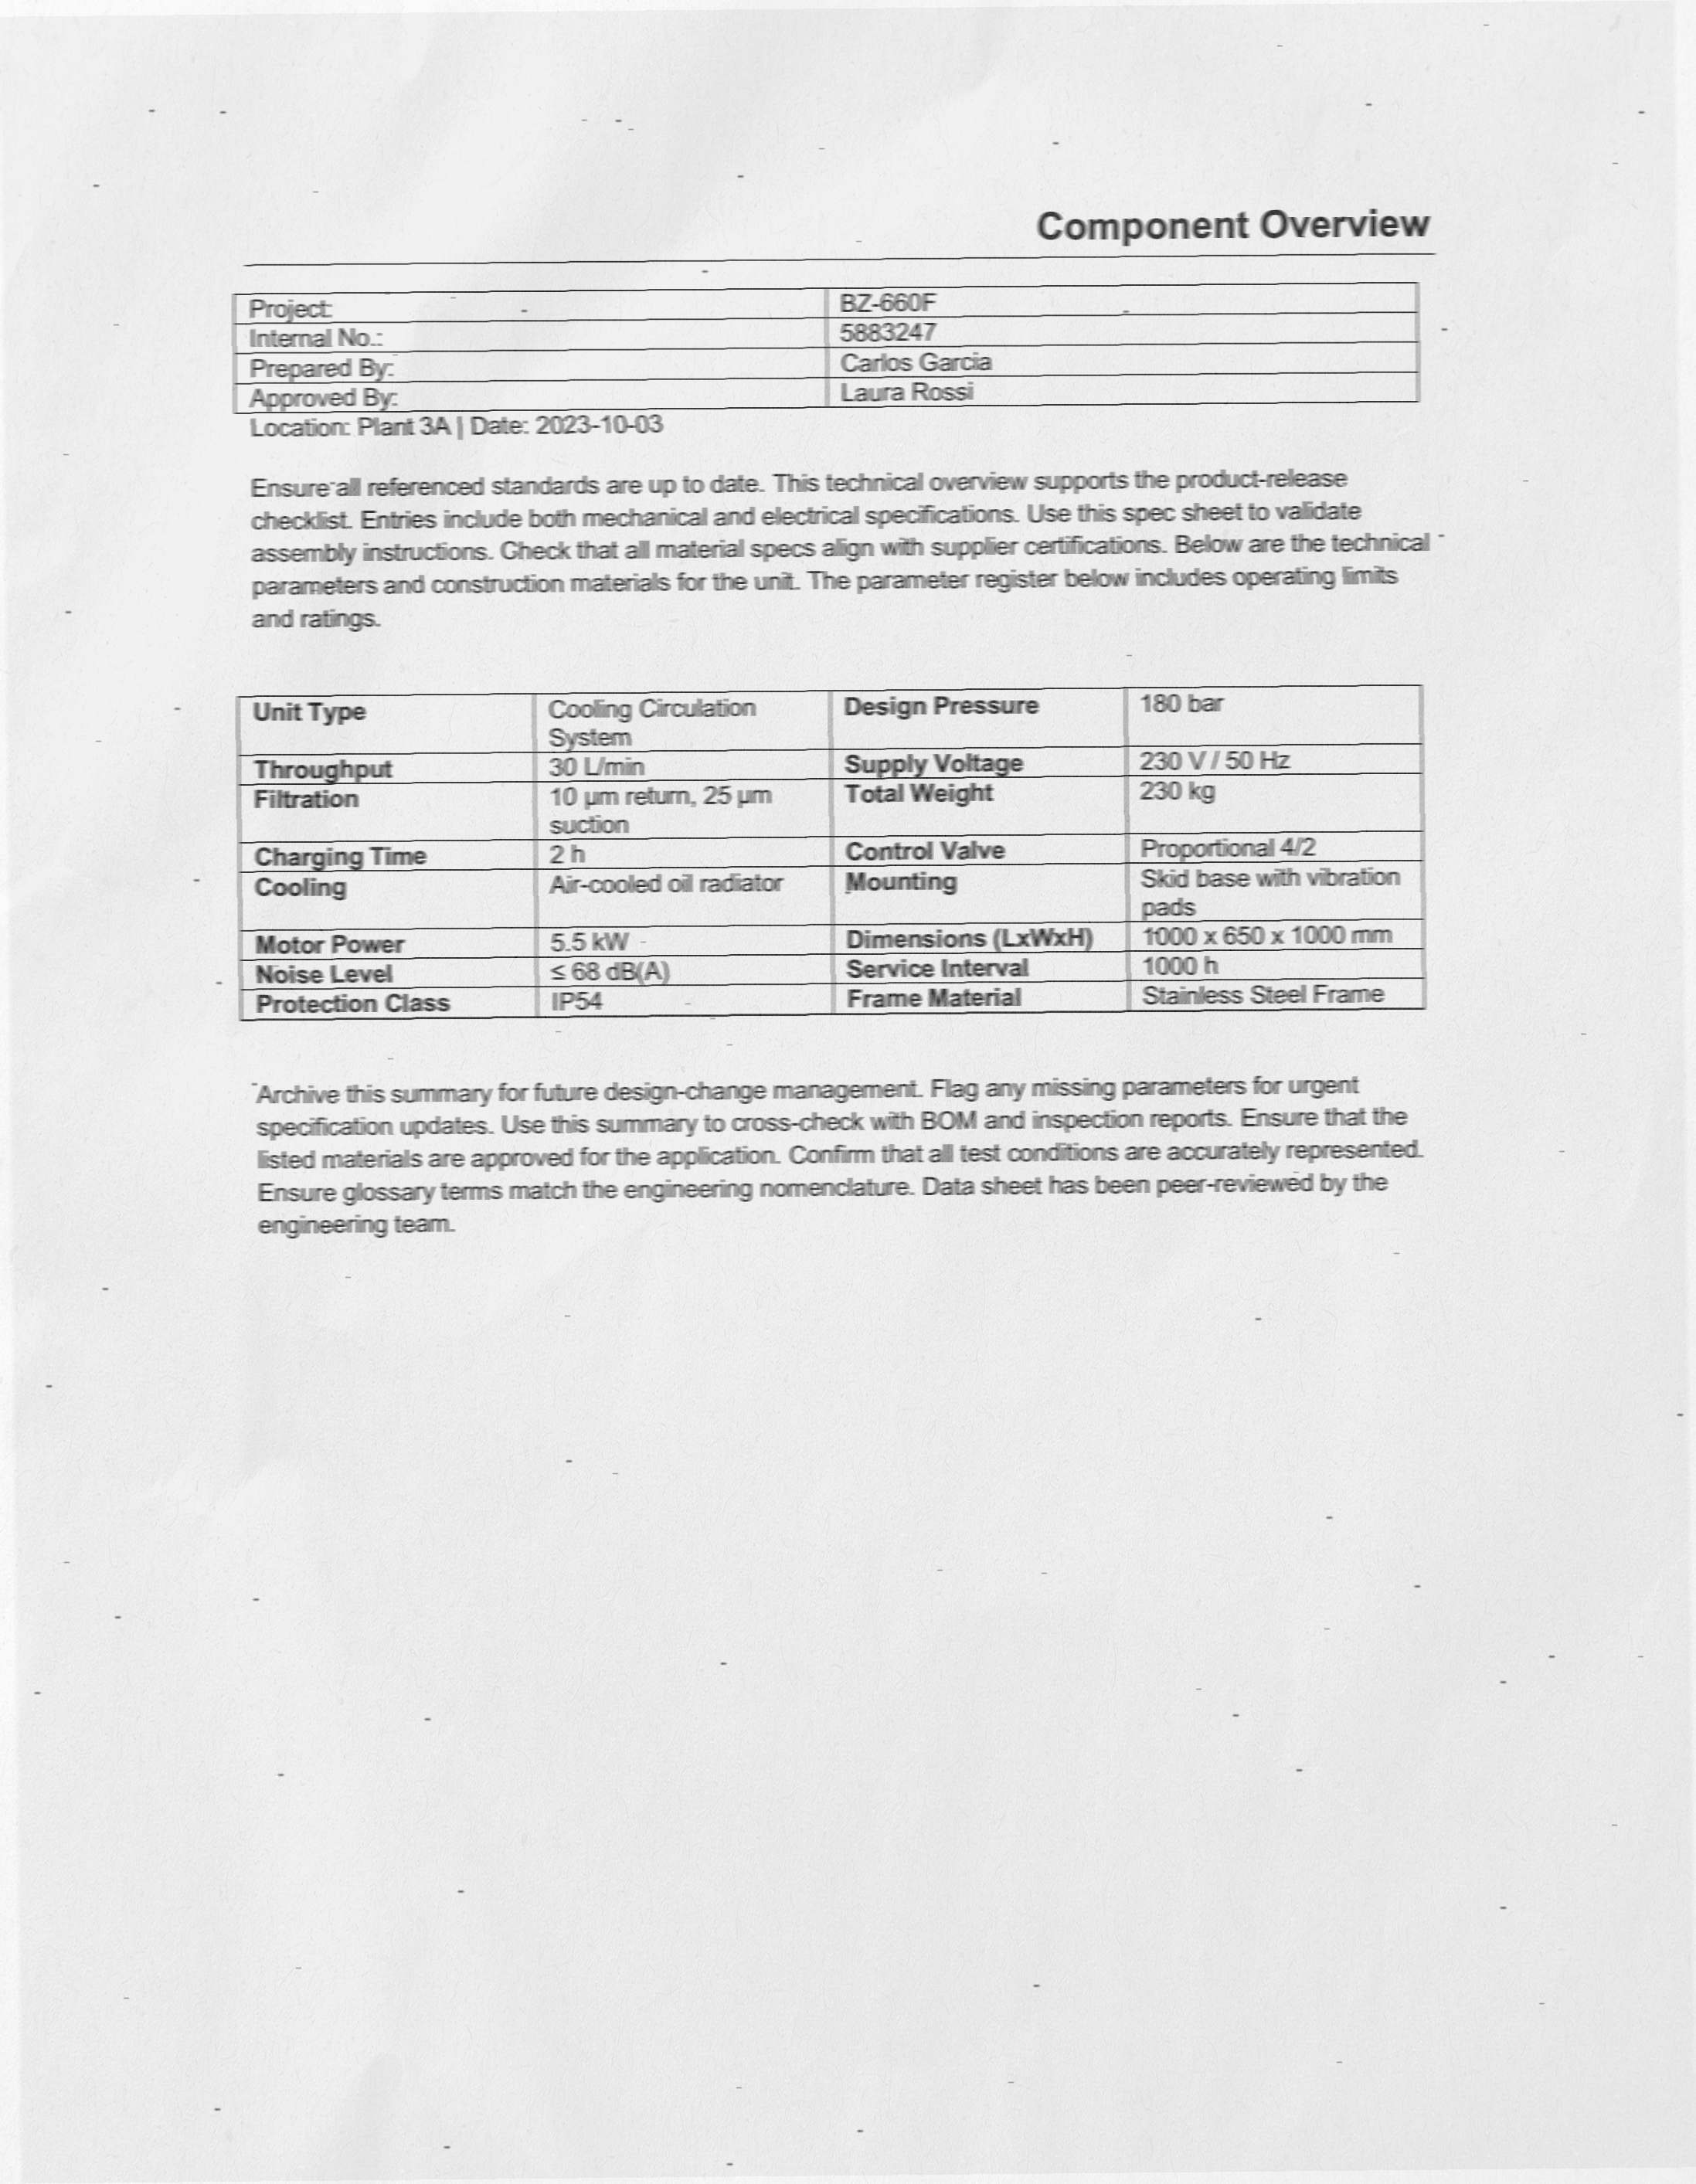 Component Overview
Project: BZ-660F
Internal No.: 5883247
Prepared By: Carlos Garcia
Approved By: Laura Rossi
Location: Plant 3A | Date: 2023-10-03
Ensure all referenced standards are up to date. This technical overview supports the product-release
checklist. Entries include both mechanical and electrical specifications. Use this spec sheet to validate
assembly instructions. Check that all material specs align with supplier certifications. Below are the technical
parameters and construction materials for the unit. The parameter register below includes operating limits
and ratings.
Unit Type Cooling Circulation Design Pressure 180 bar
System
Throughput 30 L/min Supply Voltage 230 V / 50 Hz
Filtration 10 µm return, 25 µm Total Weight 230 kg
suction
Charging Time 2 h Control Valve Proportional 4/2
Cooling Air-cooled oil radiator Mounting Skid base with vibration
pads
Motor Power 5.5 kW Dimensions (LxWxH) 1000 x 650 x 1000 mm
Noise Level ≤ 68 dB(A) Service Interval 1000 h
Protection Class IP54 Frame Material Stainless Steel Frame
Archive this summary for future design-change management. Flag any missing parameters for urgent
specification updates. Use this summary to cross-check with BOM and inspection reports. Ensure that the
listed materials are approved for the application. Confirm that all test conditions are accurately represented.
Ensure glossary terms match the engineering nomenclature. Data sheet has been peer-reviewed by the
engineering team.